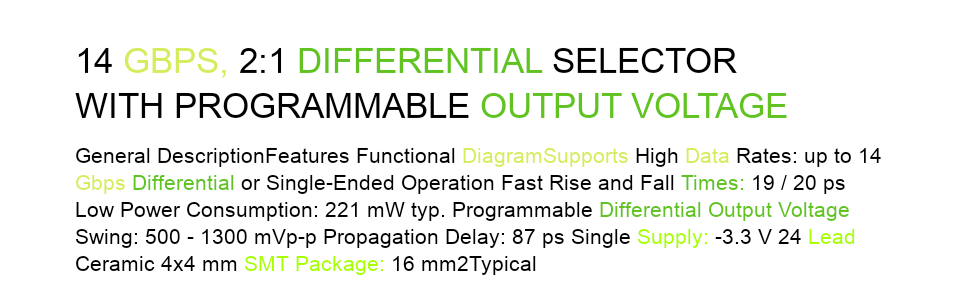 14 GBPS, 2:1 DIFFERENTIAL SELECTOR
WITH PROGRAMMABLE OUTPUT VOLTAGE
General DescriptionFeatures Functional DiagramSupports High Data Rates: up to 14
Gbps Differential or Single-Ended Operation Fast Rise and Fall Times: 19 / 20 ps
Low Power Consumption: 221 mW typ. Programmable Differential Output Voltage
Swing: 500 - 1300 mVp-p Propagation Delay: 87 ps Single Supply: -3.3 V 24 Lead
Ceramic 4x4 mm SMT Package: 16 mm2Typical